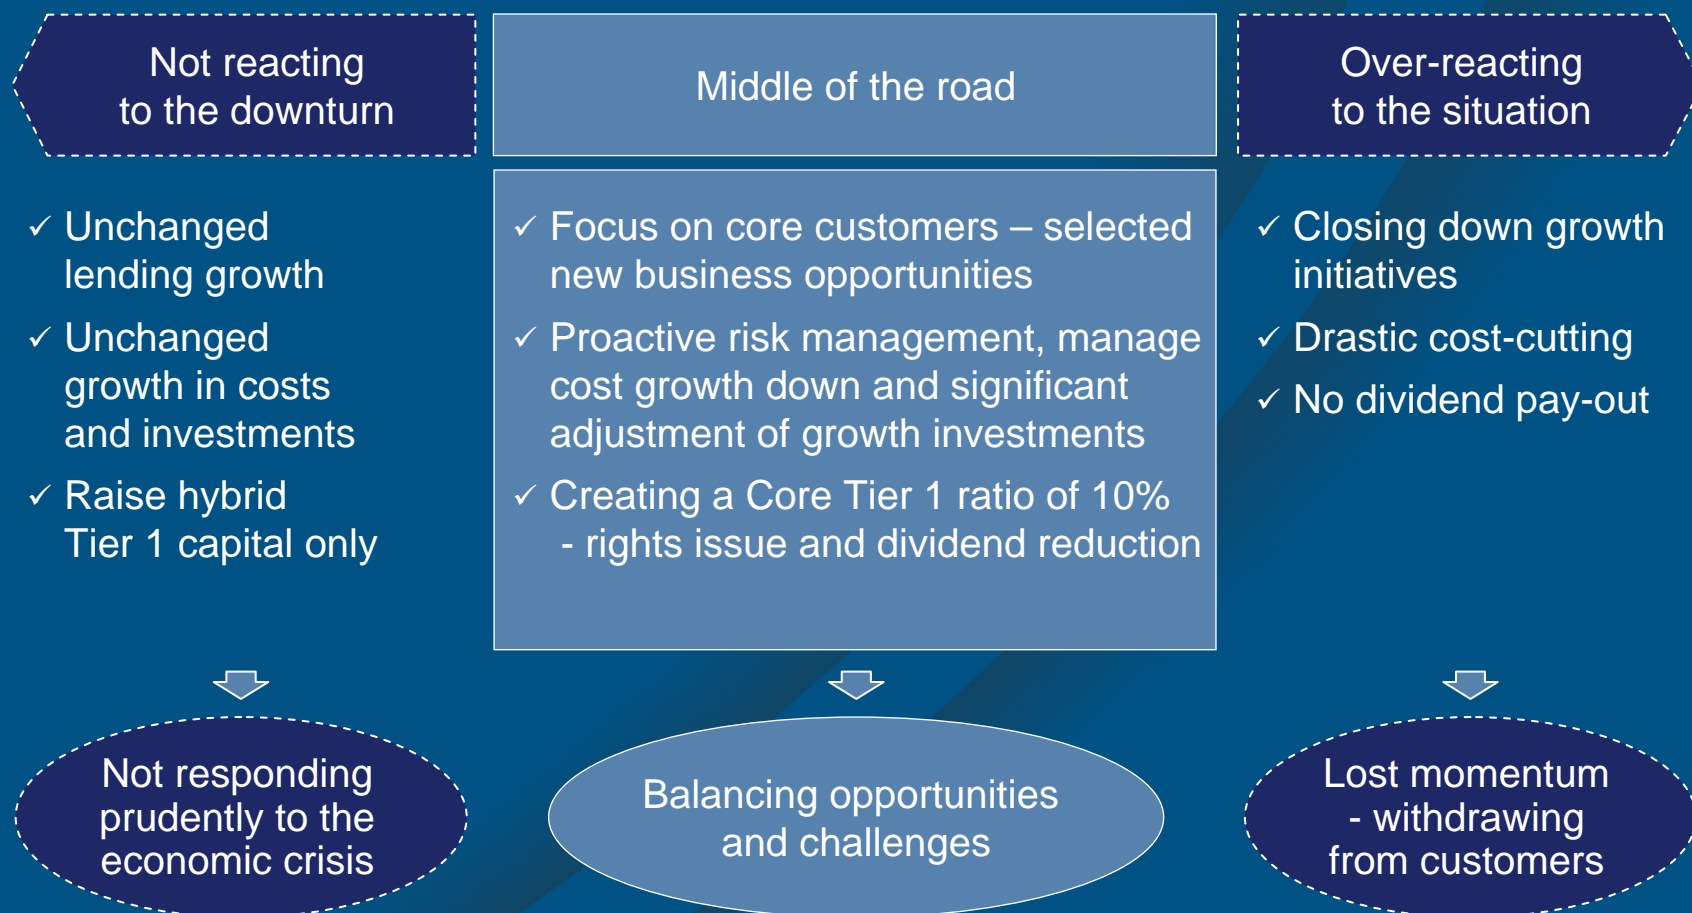 Not reacting
to the downturn
Middle of the road
Over-reacting
to the situation
✓ Unchanged
lending growth
✓ Unchanged
growth in costs
and investments
✓ Raise hybrid
Tier 1 capital only
✓ Focus on core customers – selected
new business opportunities
✓ Proactive risk management, manage
cost growth down and significant
adjustment of growth investments
✓ Creating a Core Tier 1 ratio of 10%
- rights issue and dividend reduction
✓ Closing down growth
initiatives
✓ Drastic cost-cutting
✓ No dividend pay-out
Not responding
prudently to the
economic crisis
Balancing opportunities
and challenges
Lost momentum
- withdrawing
from customers